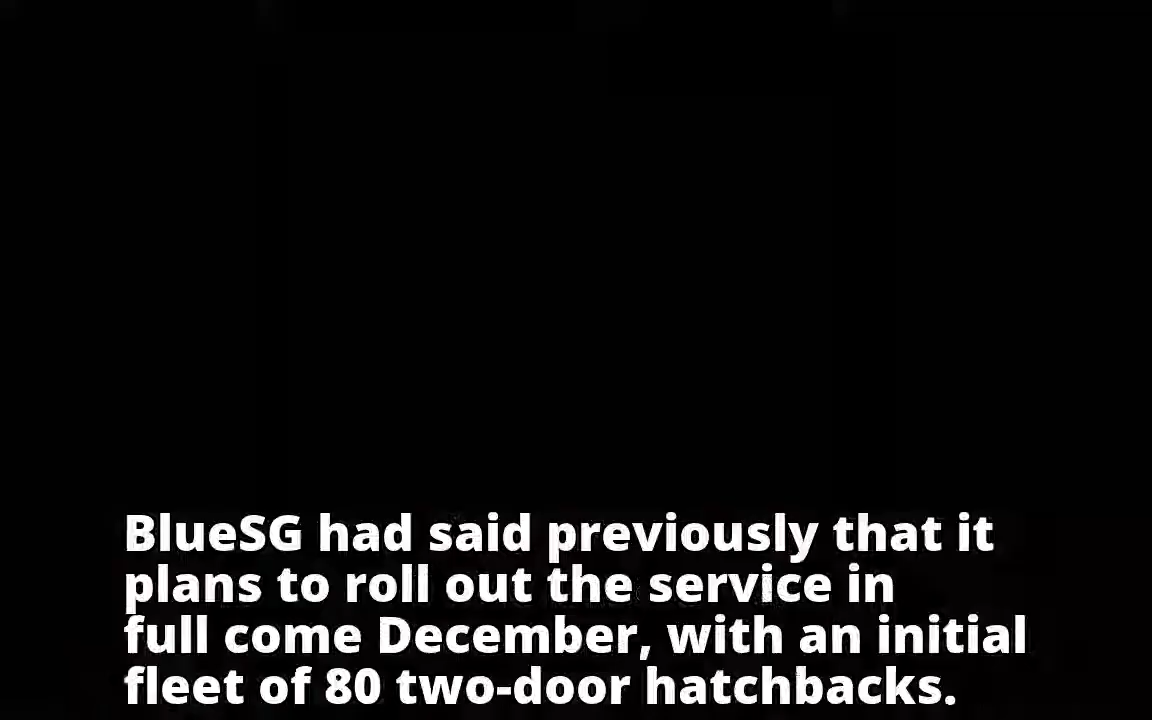 BlueSG had said previously that it
plans to roll out the service in
full come December, with an initial
fleet of 80 two-door hatchbacks.